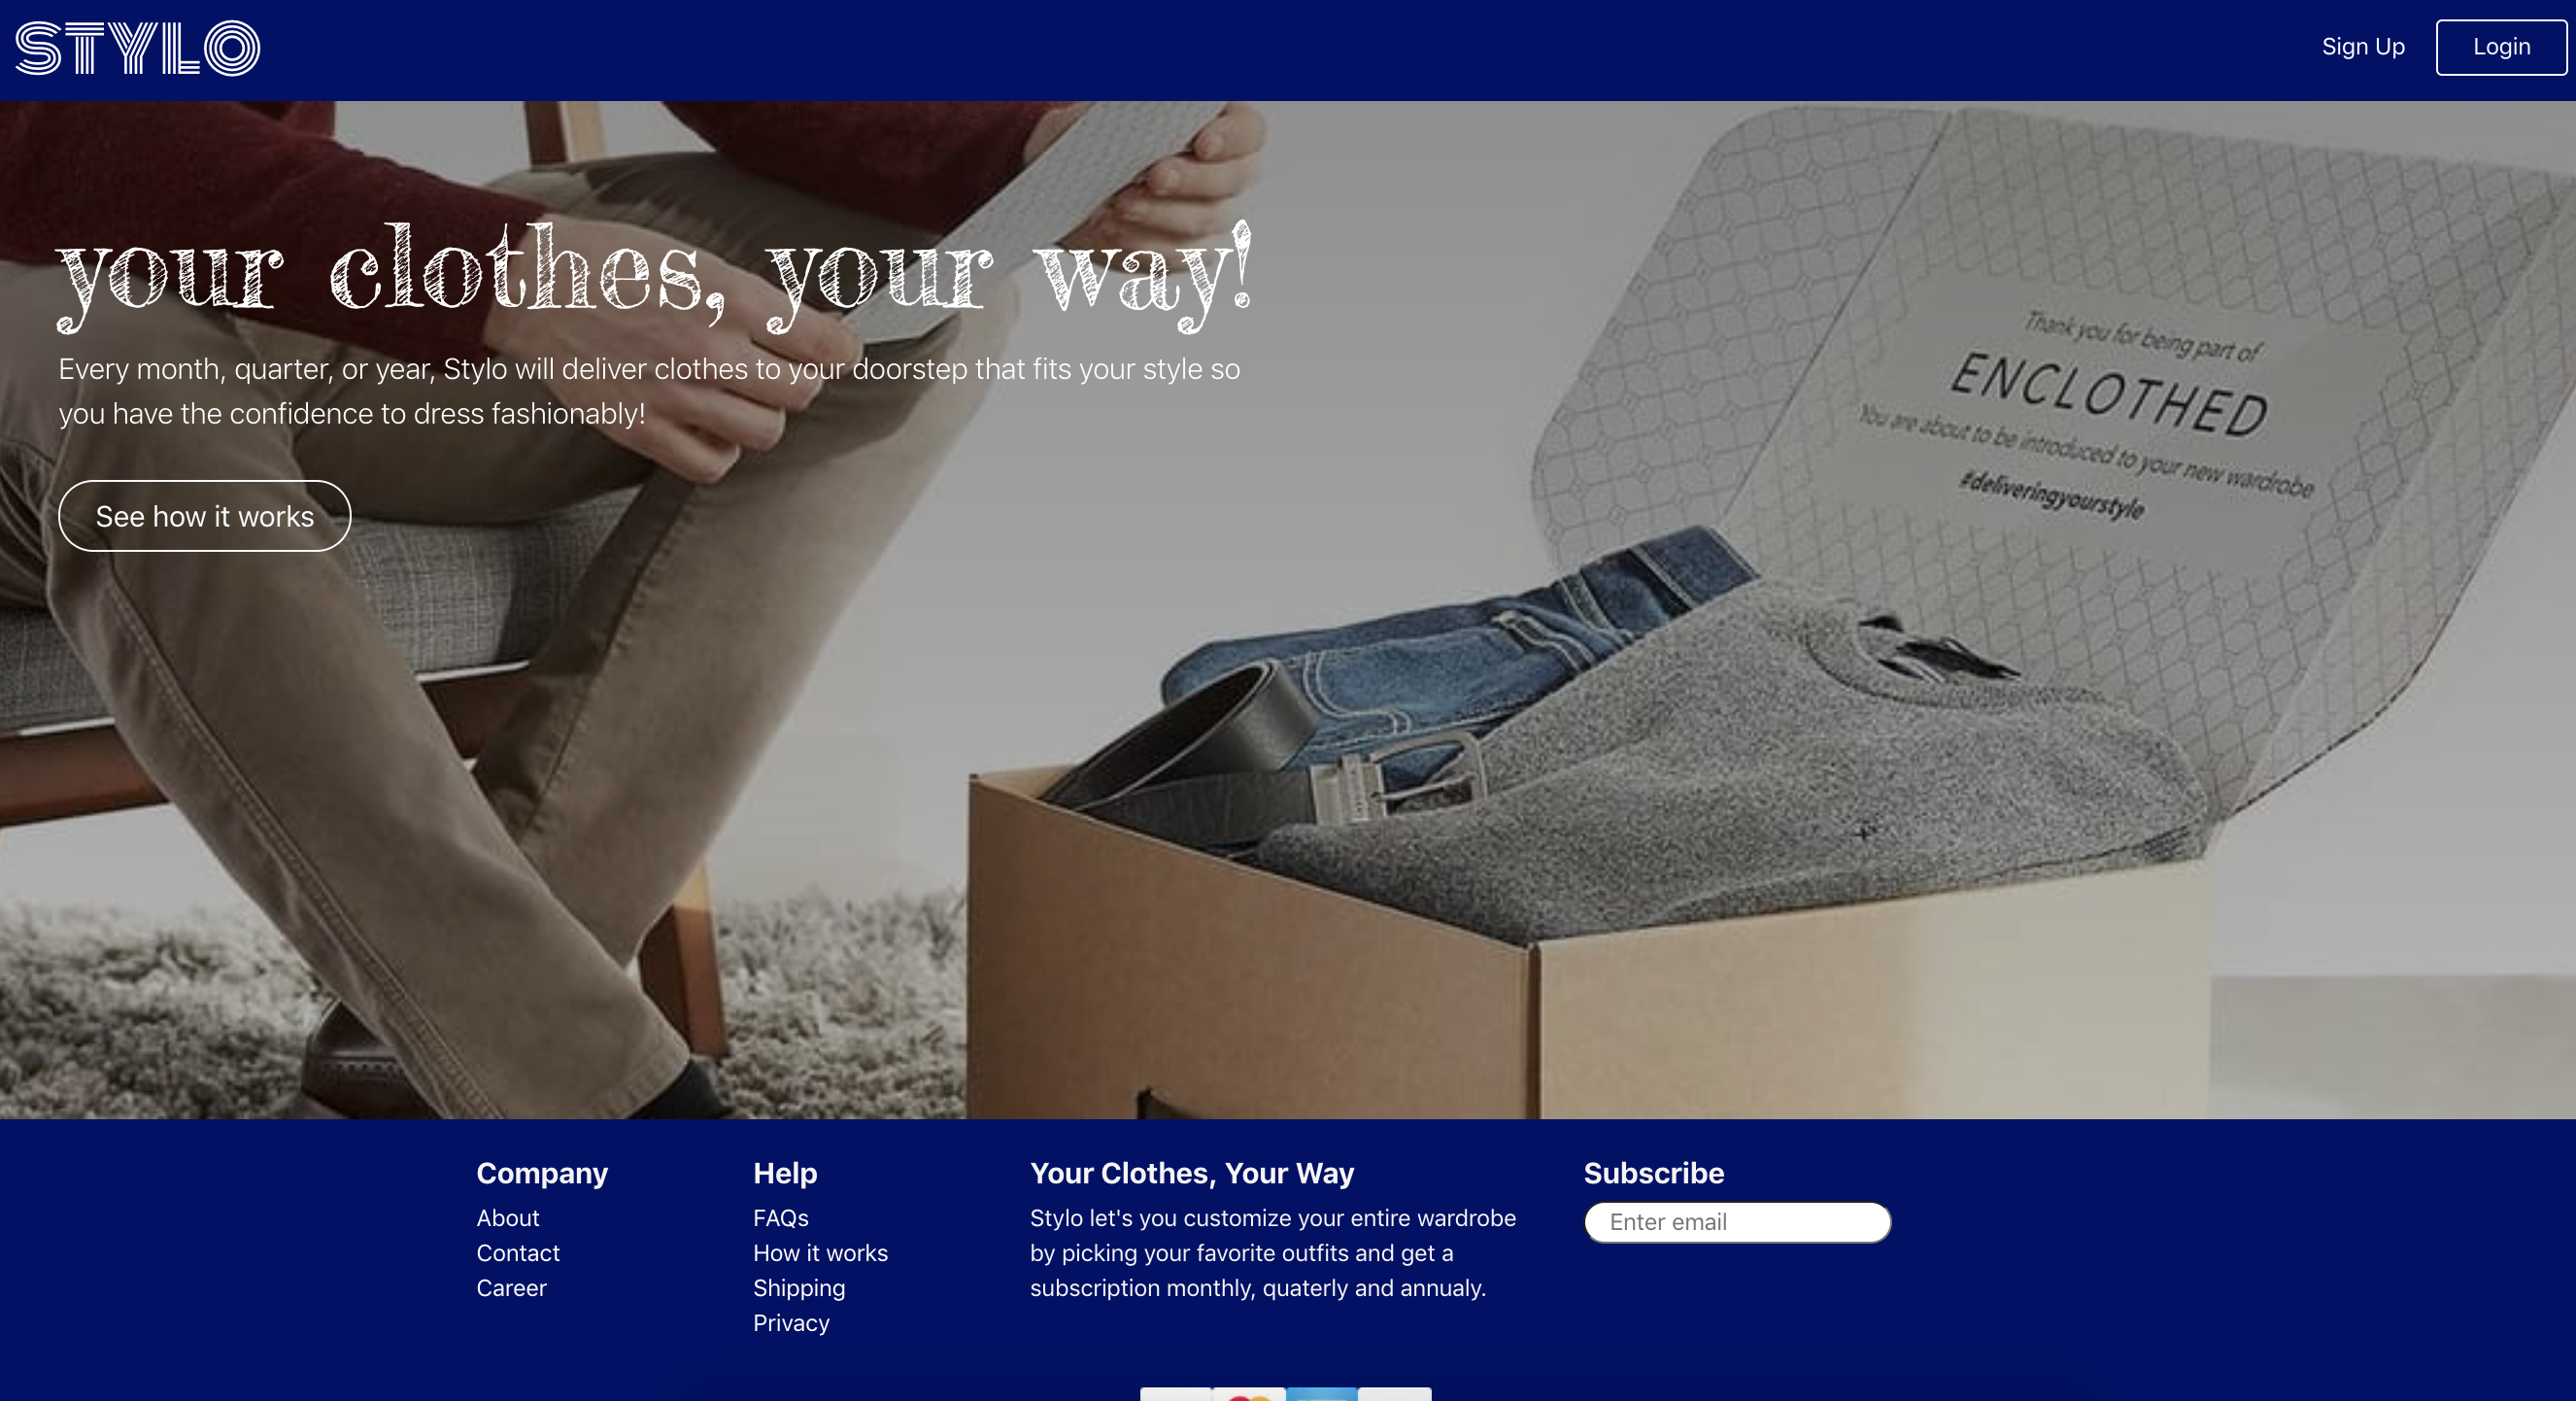 STYLO
Sign Up
Login
your clothes, your way!
Every month, quarter, or year, Stylo will deliver clothes to your doorstep that fits your style so
you have the confidence to dress fashionably!
See how it works
Thank you for being part of
ENCLOTHED
You are about to be introduced to your new wardrobe
#deliveringyourstyle
Company
About
Contact
Career
Help
FAQs
How it works
Shipping
Privacy
Your Clothes, Your Way
Stylo let's you customize your entire wardrobe
by picking your favorite outfits and get a
subscription monthly, quaterly and annualy.
Subscribe
Enter email